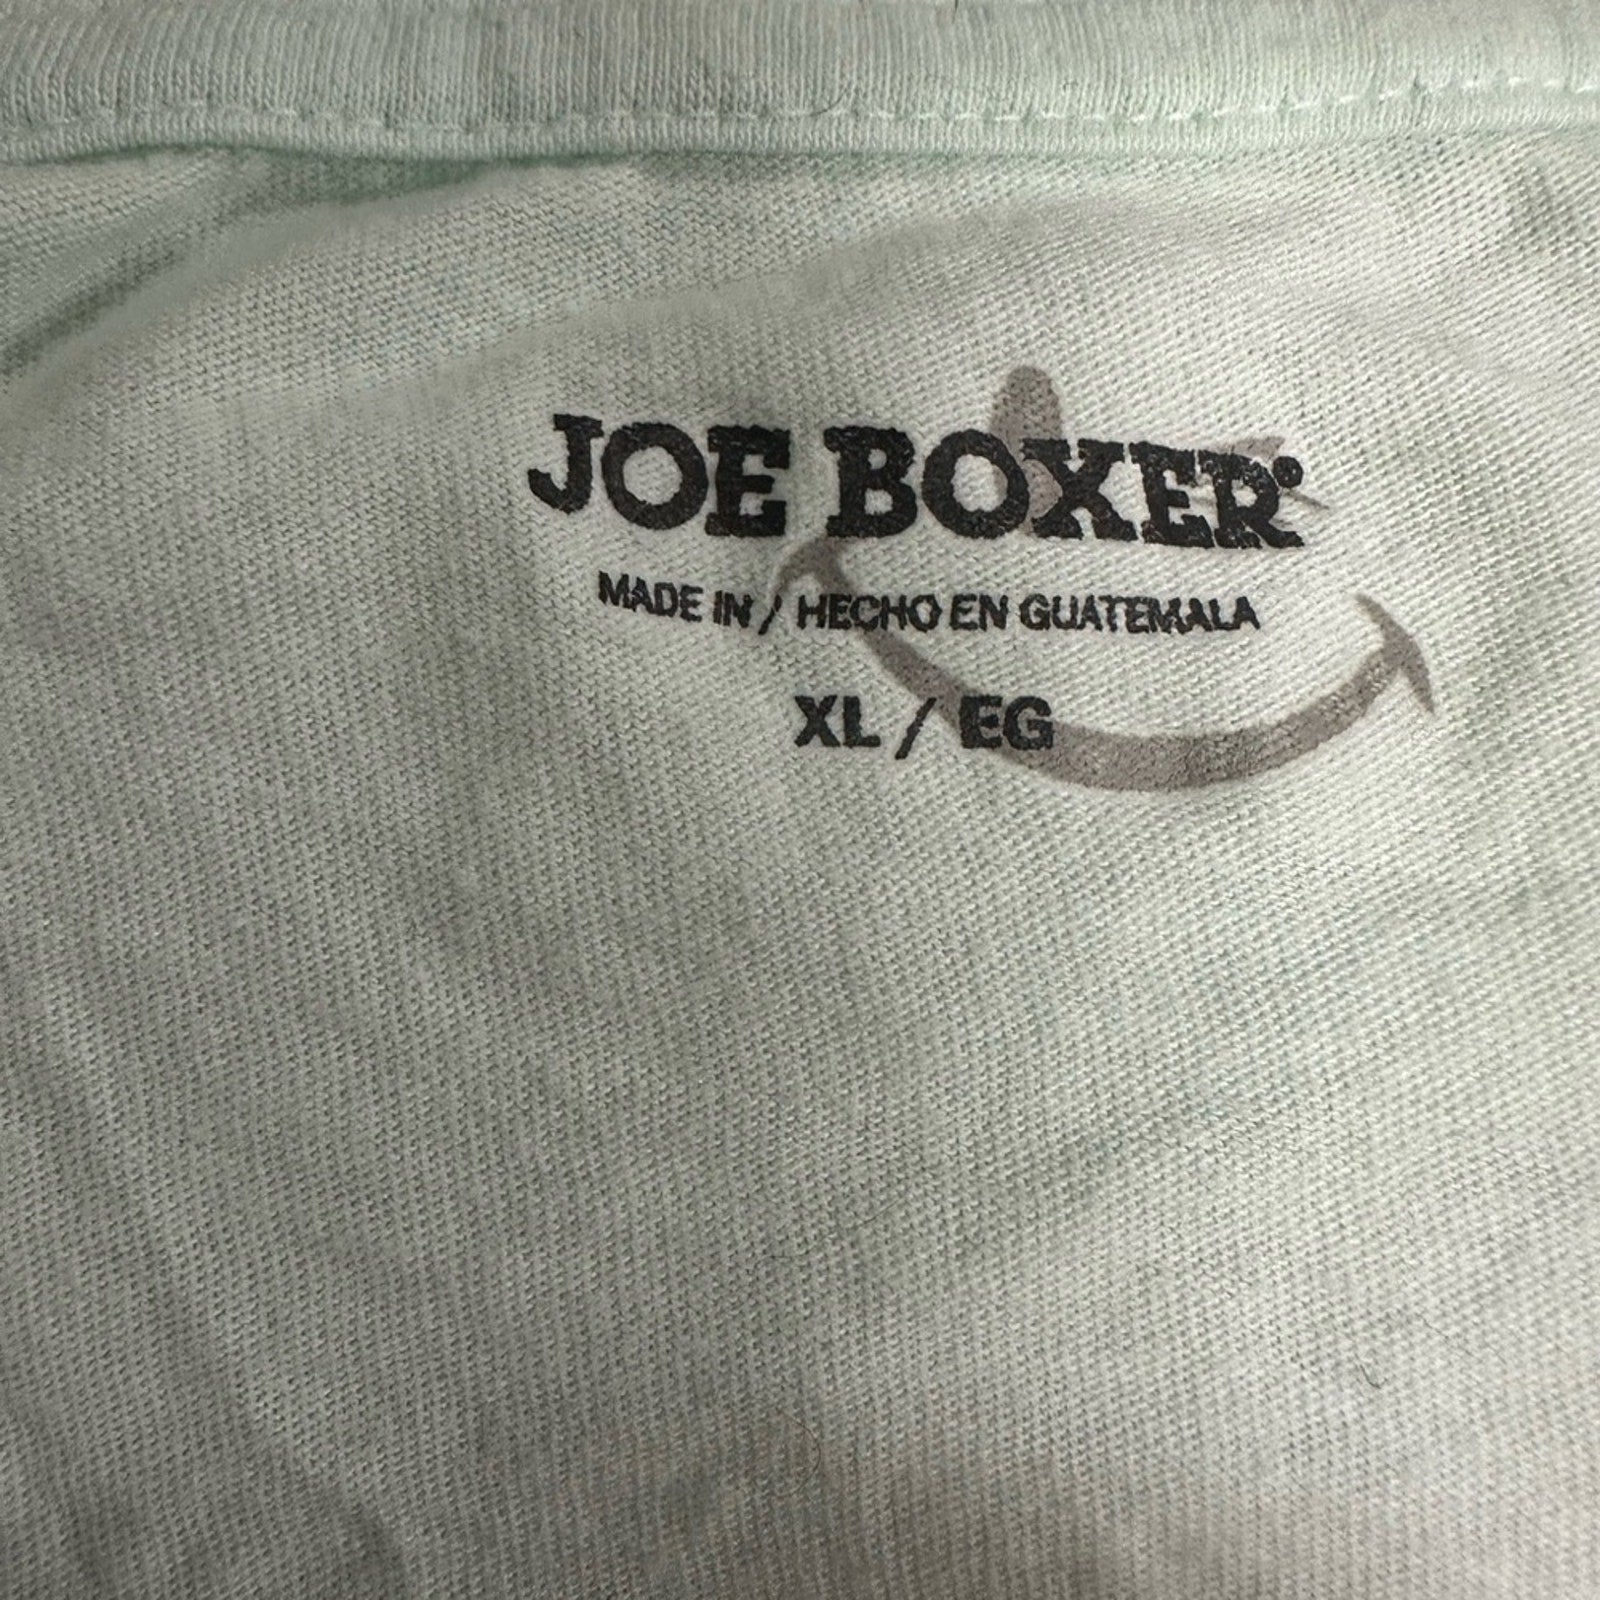 JOE BOXER®
MADE IN / HECHO EN GUATEMALA
XL / EG